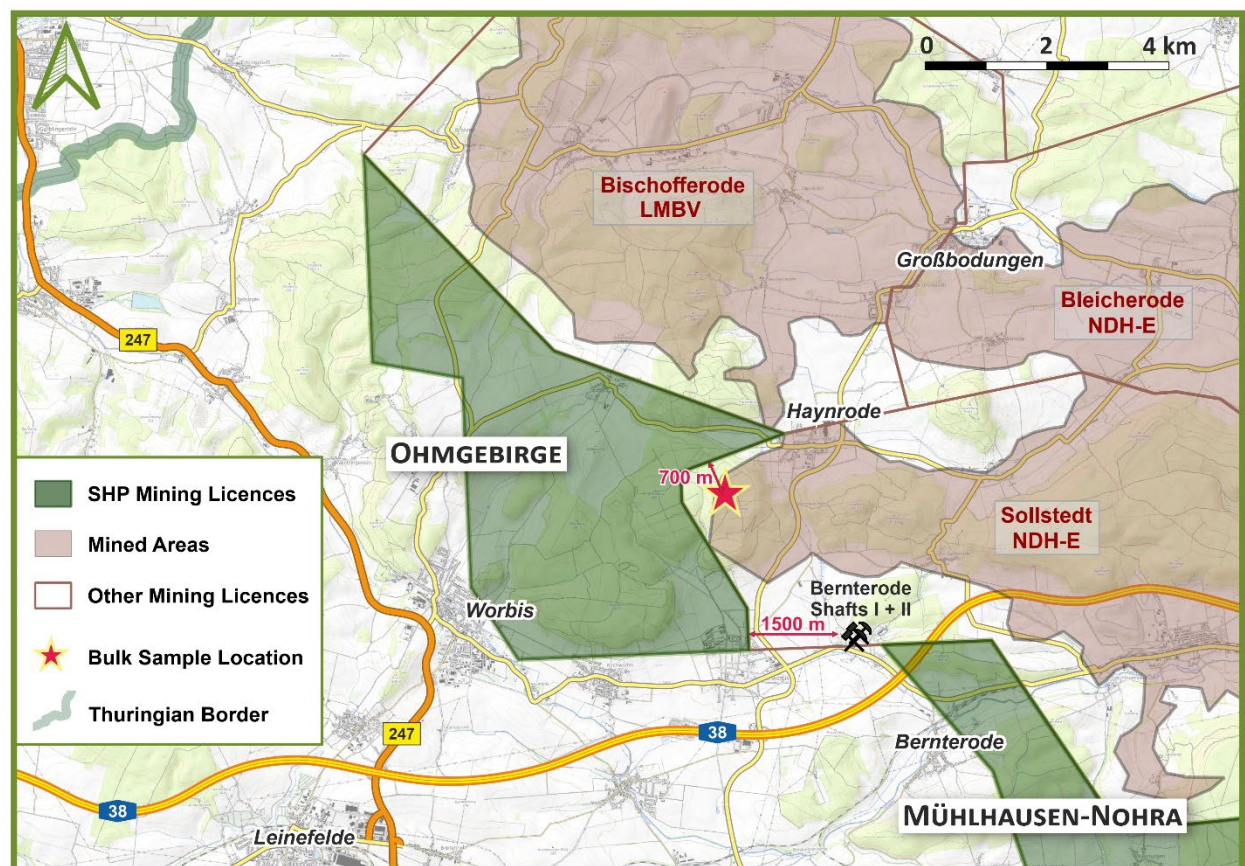 0 2 4 km
Bischofferode
LMBV
Großbodungen
Bleicherode
NDH-E
247
Haynrode
OHMGEBIRGE
700 m
SHP Mining Licences
Mined Areas
Other Mining Licences
Bulk Sample Location
Thuringian Border
Sollstedt
NDH-E
Worbis
Bernterode
Shafts I + II
1500 m
247
38
Bernterode
38
MÜHLHAUSEN-NOHRA
Leinefelde